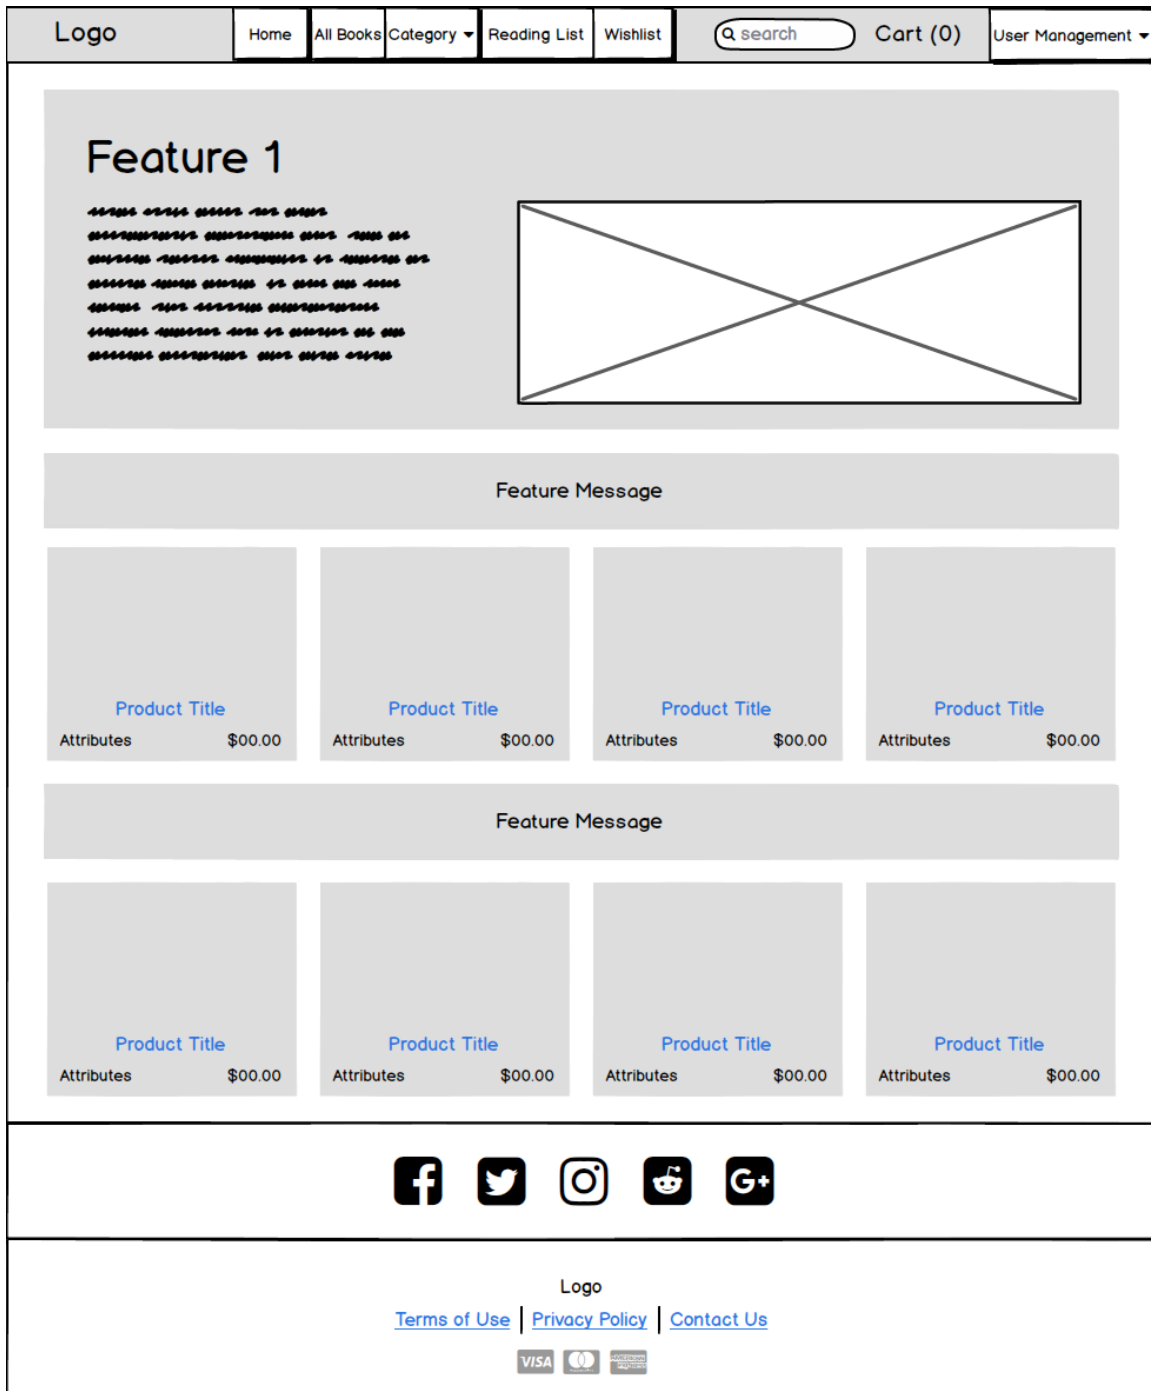 Logo Home All Books Category Reading List Wishlist search Cart (0) User Management
Feature 1
Feature Message
Product Title Product Title Product Title Product Title
Attributes $00.00 Attributes $00.00 Attributes $00.00 Attributes $00.00
Feature Message
Product Title Product Title Product Title Product Title
Attributes $00.00 Attributes $00.00 Attributes $00.00 Attributes $00.00
G+
Logo
Terms of Use Privacy Policy Contact Us
VISA